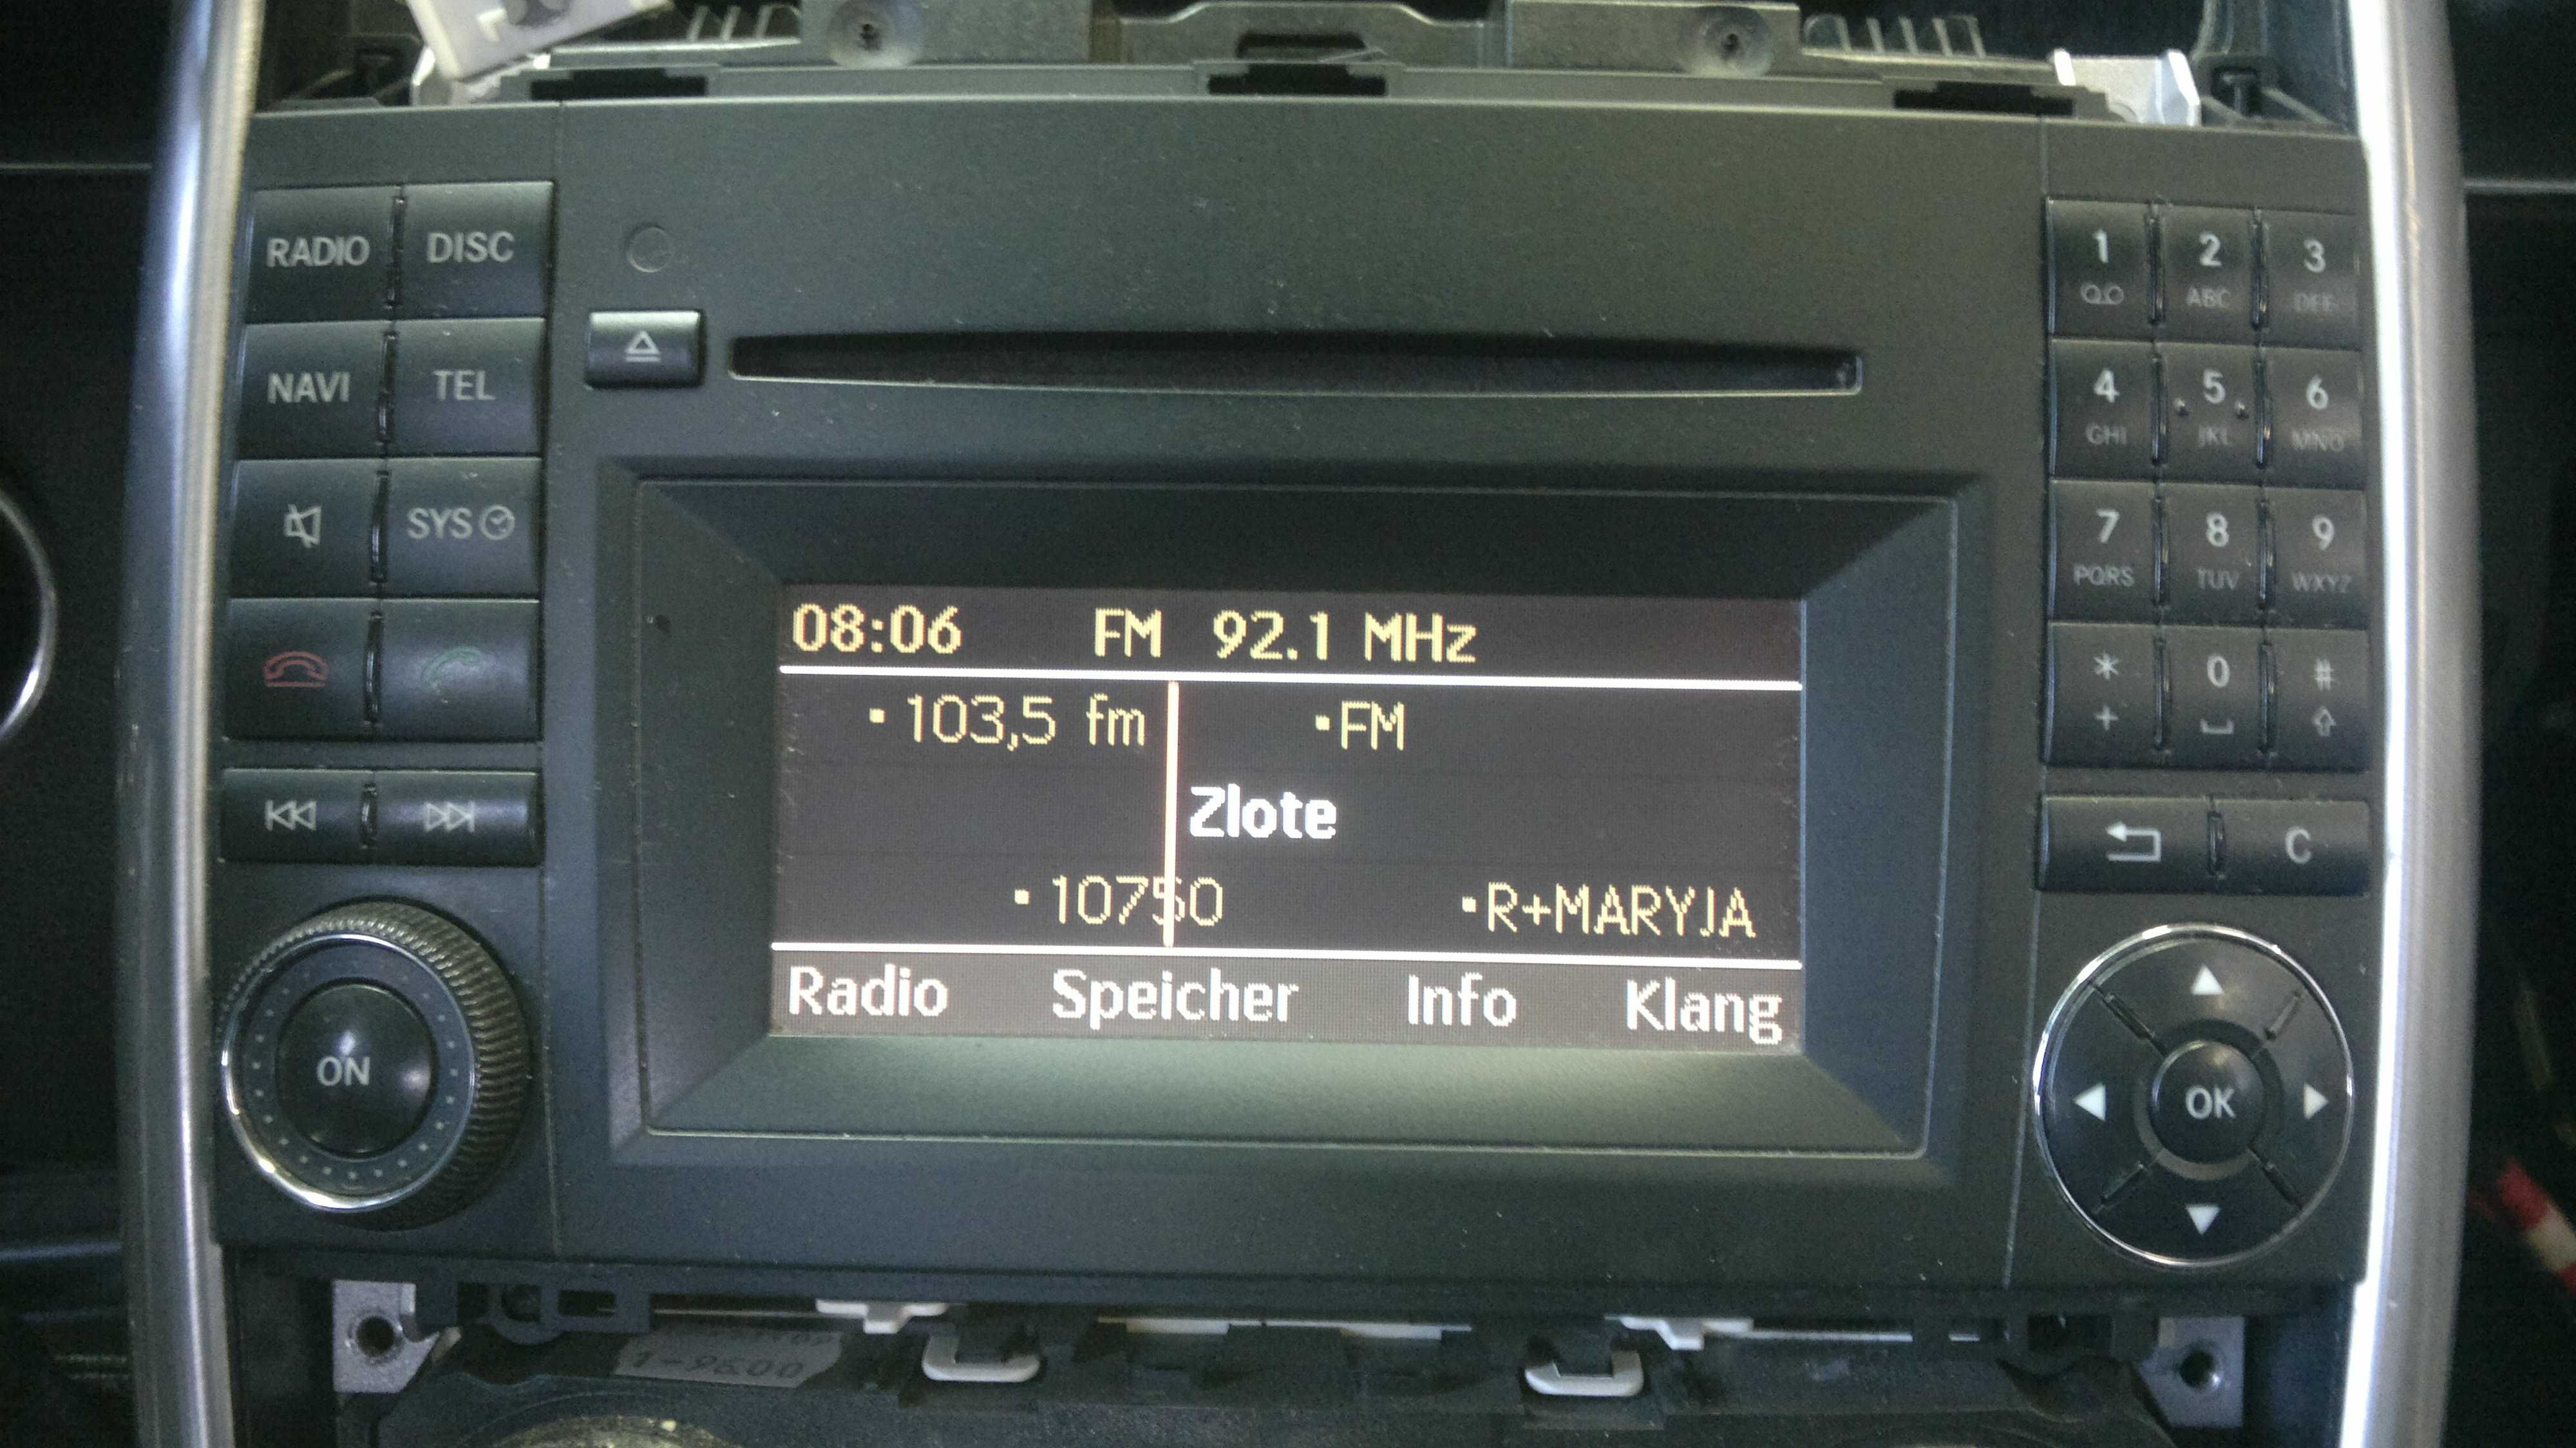 RADIO DISC
NAVI TEL
SYS
ON
08:06 FM 92.1 MHz
103,5 fm FM
Zlote
10750 R+MARYJA
Radio Speicher Info Klang
1 2 3
ABC DEF
4 5 6
GHI JKL MNO
7 8 9
PQRS TUV WXYZ
* 0 #
+
C
OK